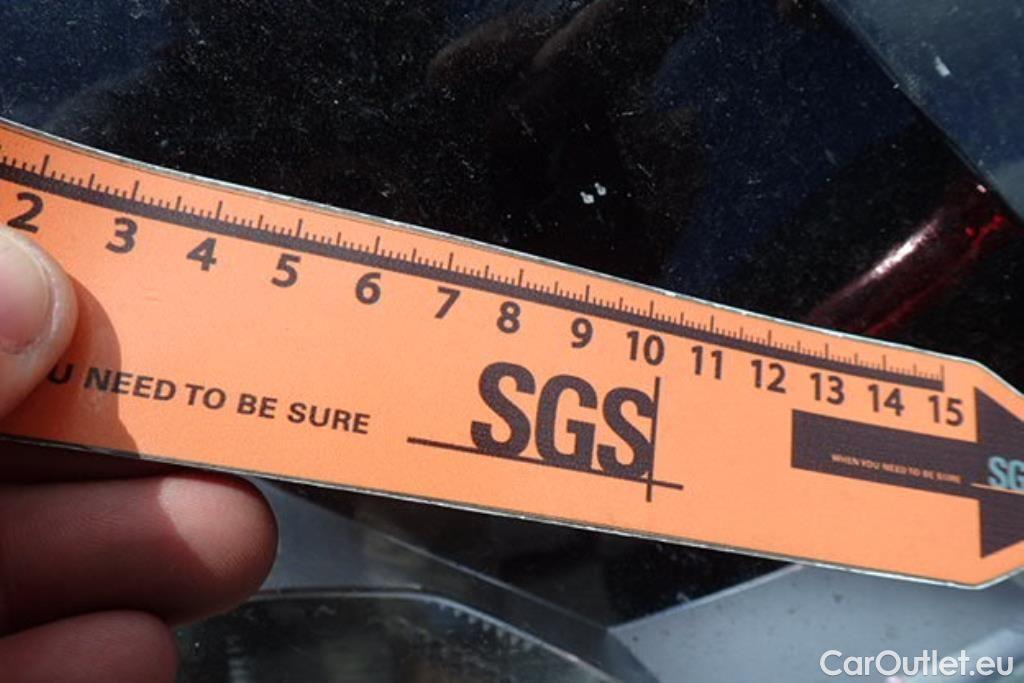 2 3 4 5 6 7 8 9 10 11 12 13 14 15
U NEED TO BE SURE
SGS
WHEN YOU NEED TO BE SURE
SG
CarOutlet.eu